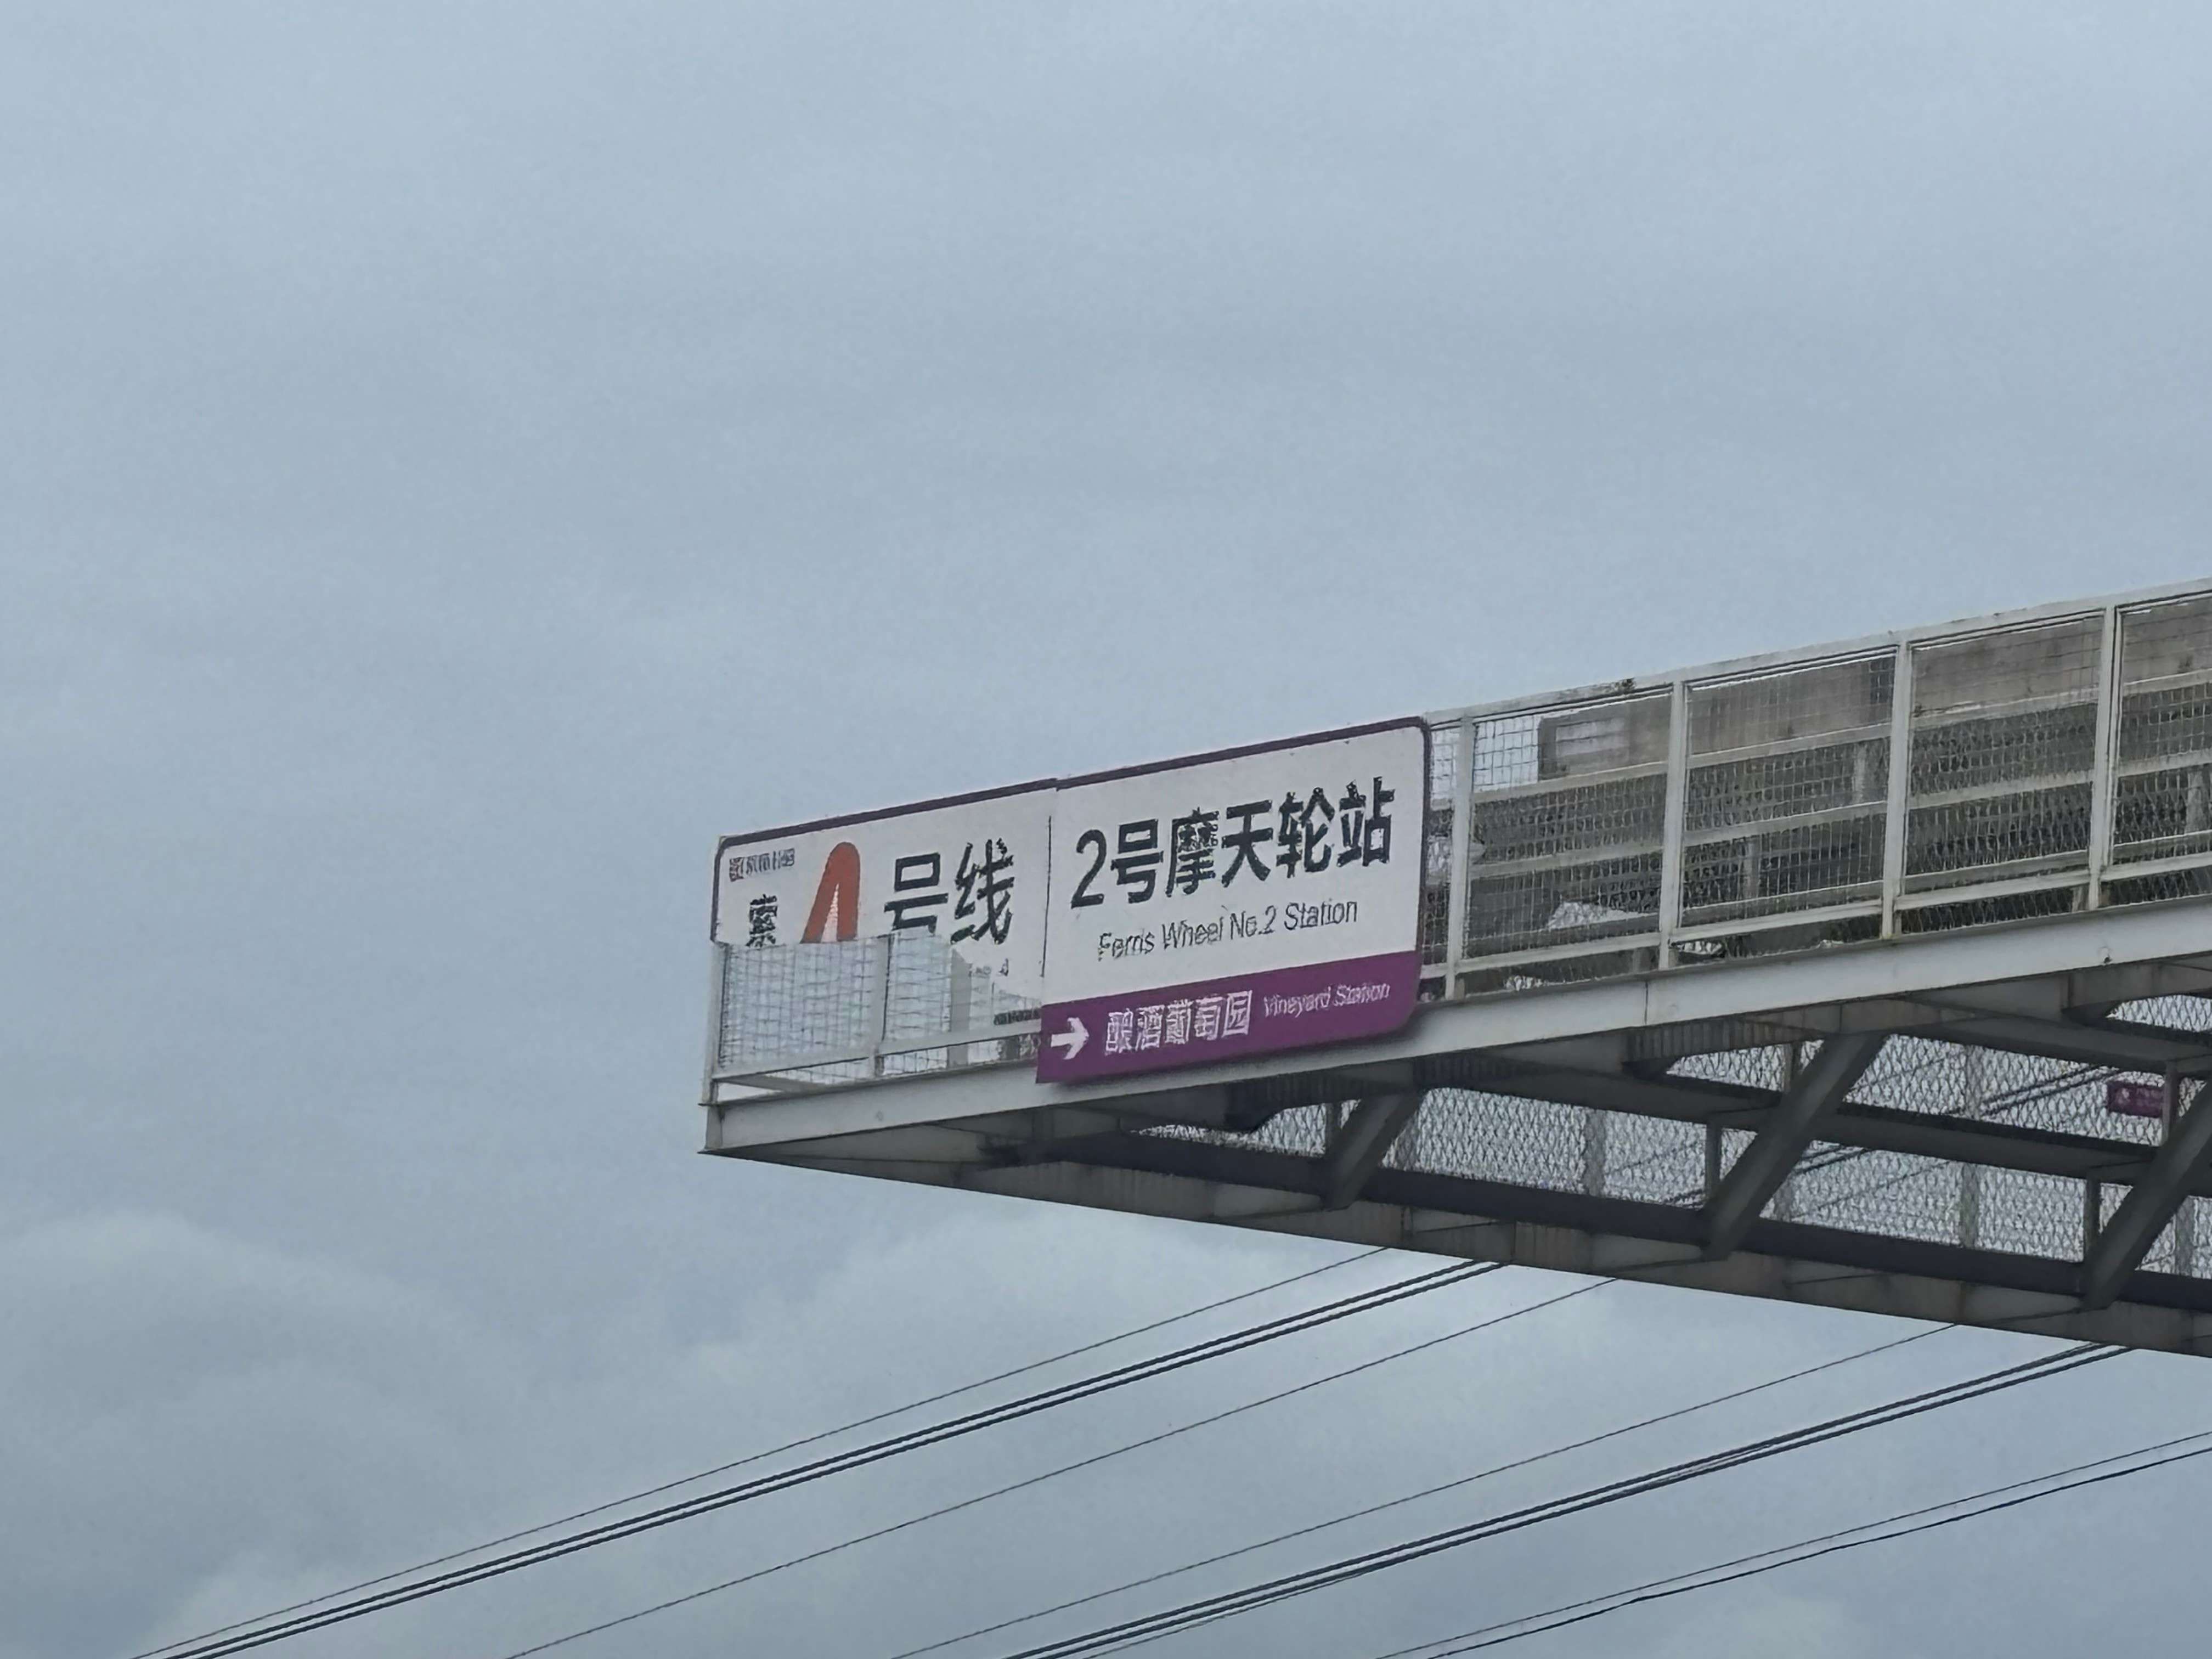 号线
2号摩天轮站
Ferris Wheel No.2 Station
酿酒葡萄园 Vineyard Station